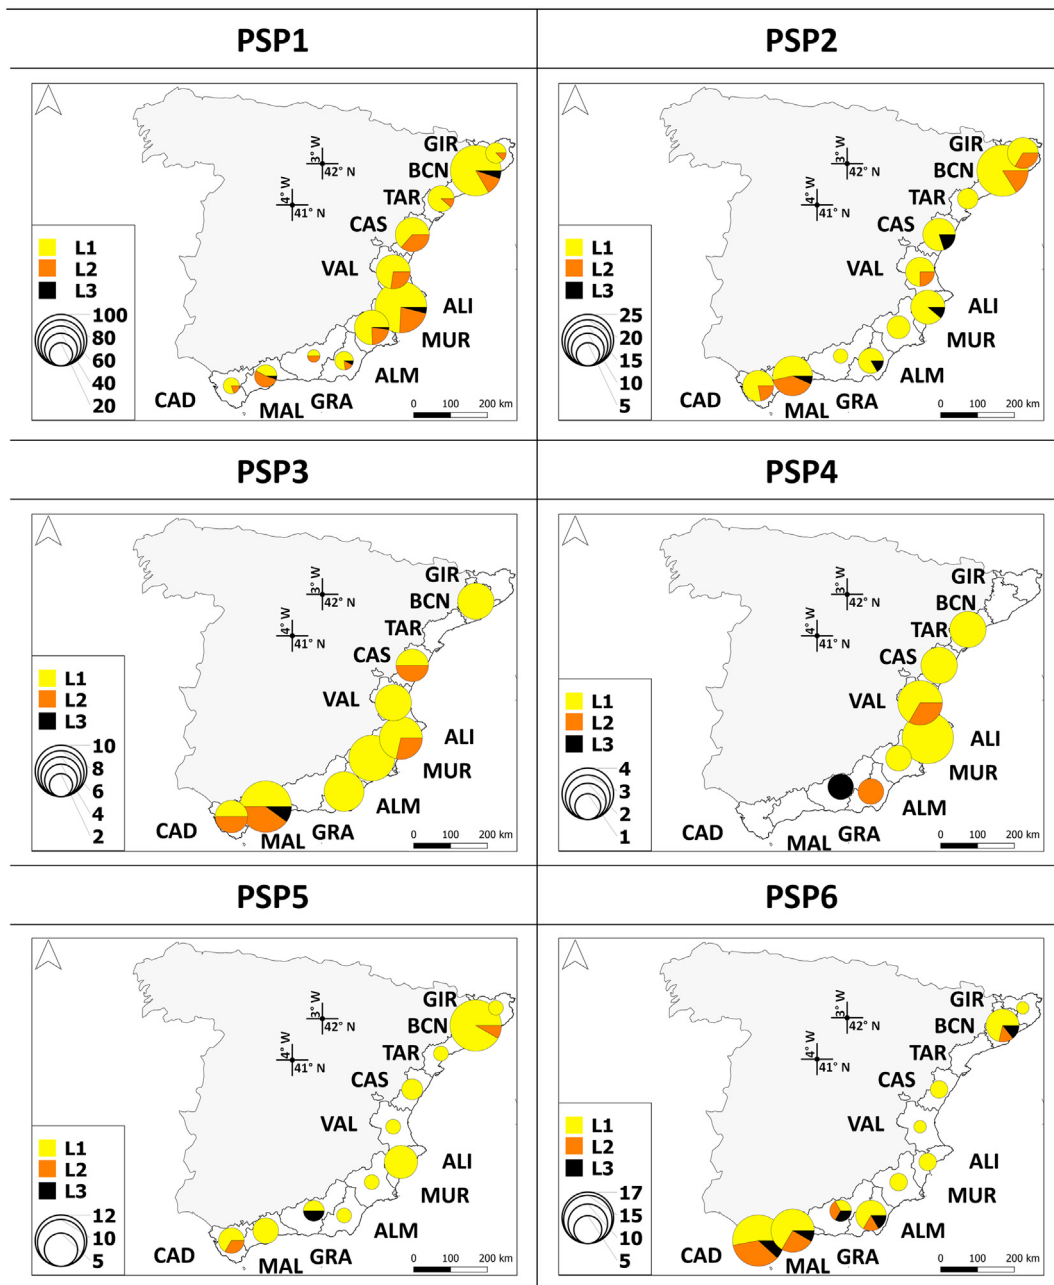 PSP1
PSP2
GIR
3° W
BCN
42° N
TAR
4° W
41° N
CAS
L1
L2
L3
VAL
100
80
60
40
20
ALI
MUR
ALM
CAD
MAL
GRA
0 100 200 km
GIR
3° W
BCN
42° N
TAR
4° W
41° N
CAS
L1
L2
L3
VAL
25
20
15
10
5
ALI
MUR
ALM
CAD
MAL
GRA
0 100 200 km
PSP3
PSP4
GIR
3° W
BCN
42° N
TAR
4° W
41° N
CAS
L1
L2
L3
VAL
10
8
6
4
2
ALI
MUR
ALM
CAD
MAL
GRA
0 100 200 km
GIR
3° W
BCN
42° N
TAR
4° W
41° N
CAS
L1
L2
L3
VAL
4
3
2
1
ALI
MUR
ALM
CAD
MAL
GRA
0 100 200 km
PSP5
PSP6
GIR
3° W
BCN
42° N
TAR
4° W
41° N
CAS
L1
L2
L3
VAL
12
10
5
ALI
MUR
ALM
CAD
MAL
GRA
0 100 200 km
GIR
3° W
BCN
42° N
TAR
4° W
41° N
CAS
L1
L2
L3
VAL
17
15
10
5
ALI
MUR
ALM
CAD
MAL
GRA
0 100 200 km